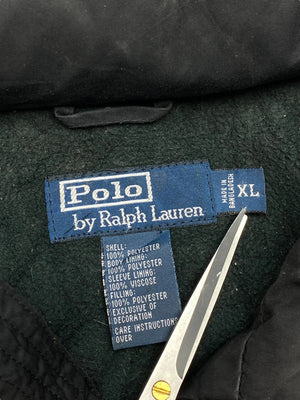 Polo
by Ralph Lauren
MADE IN
BANGLADESH
XL
SHELL:
100% POLYESTER
BODY LINING:
100% POLYESTER
SLEEVE LINING:
100% VISCOSE
FILLING:
100% POLYESTER
EXCLUSIVE OF
DECORATION
CARE INSTRUCTIONS
OVER